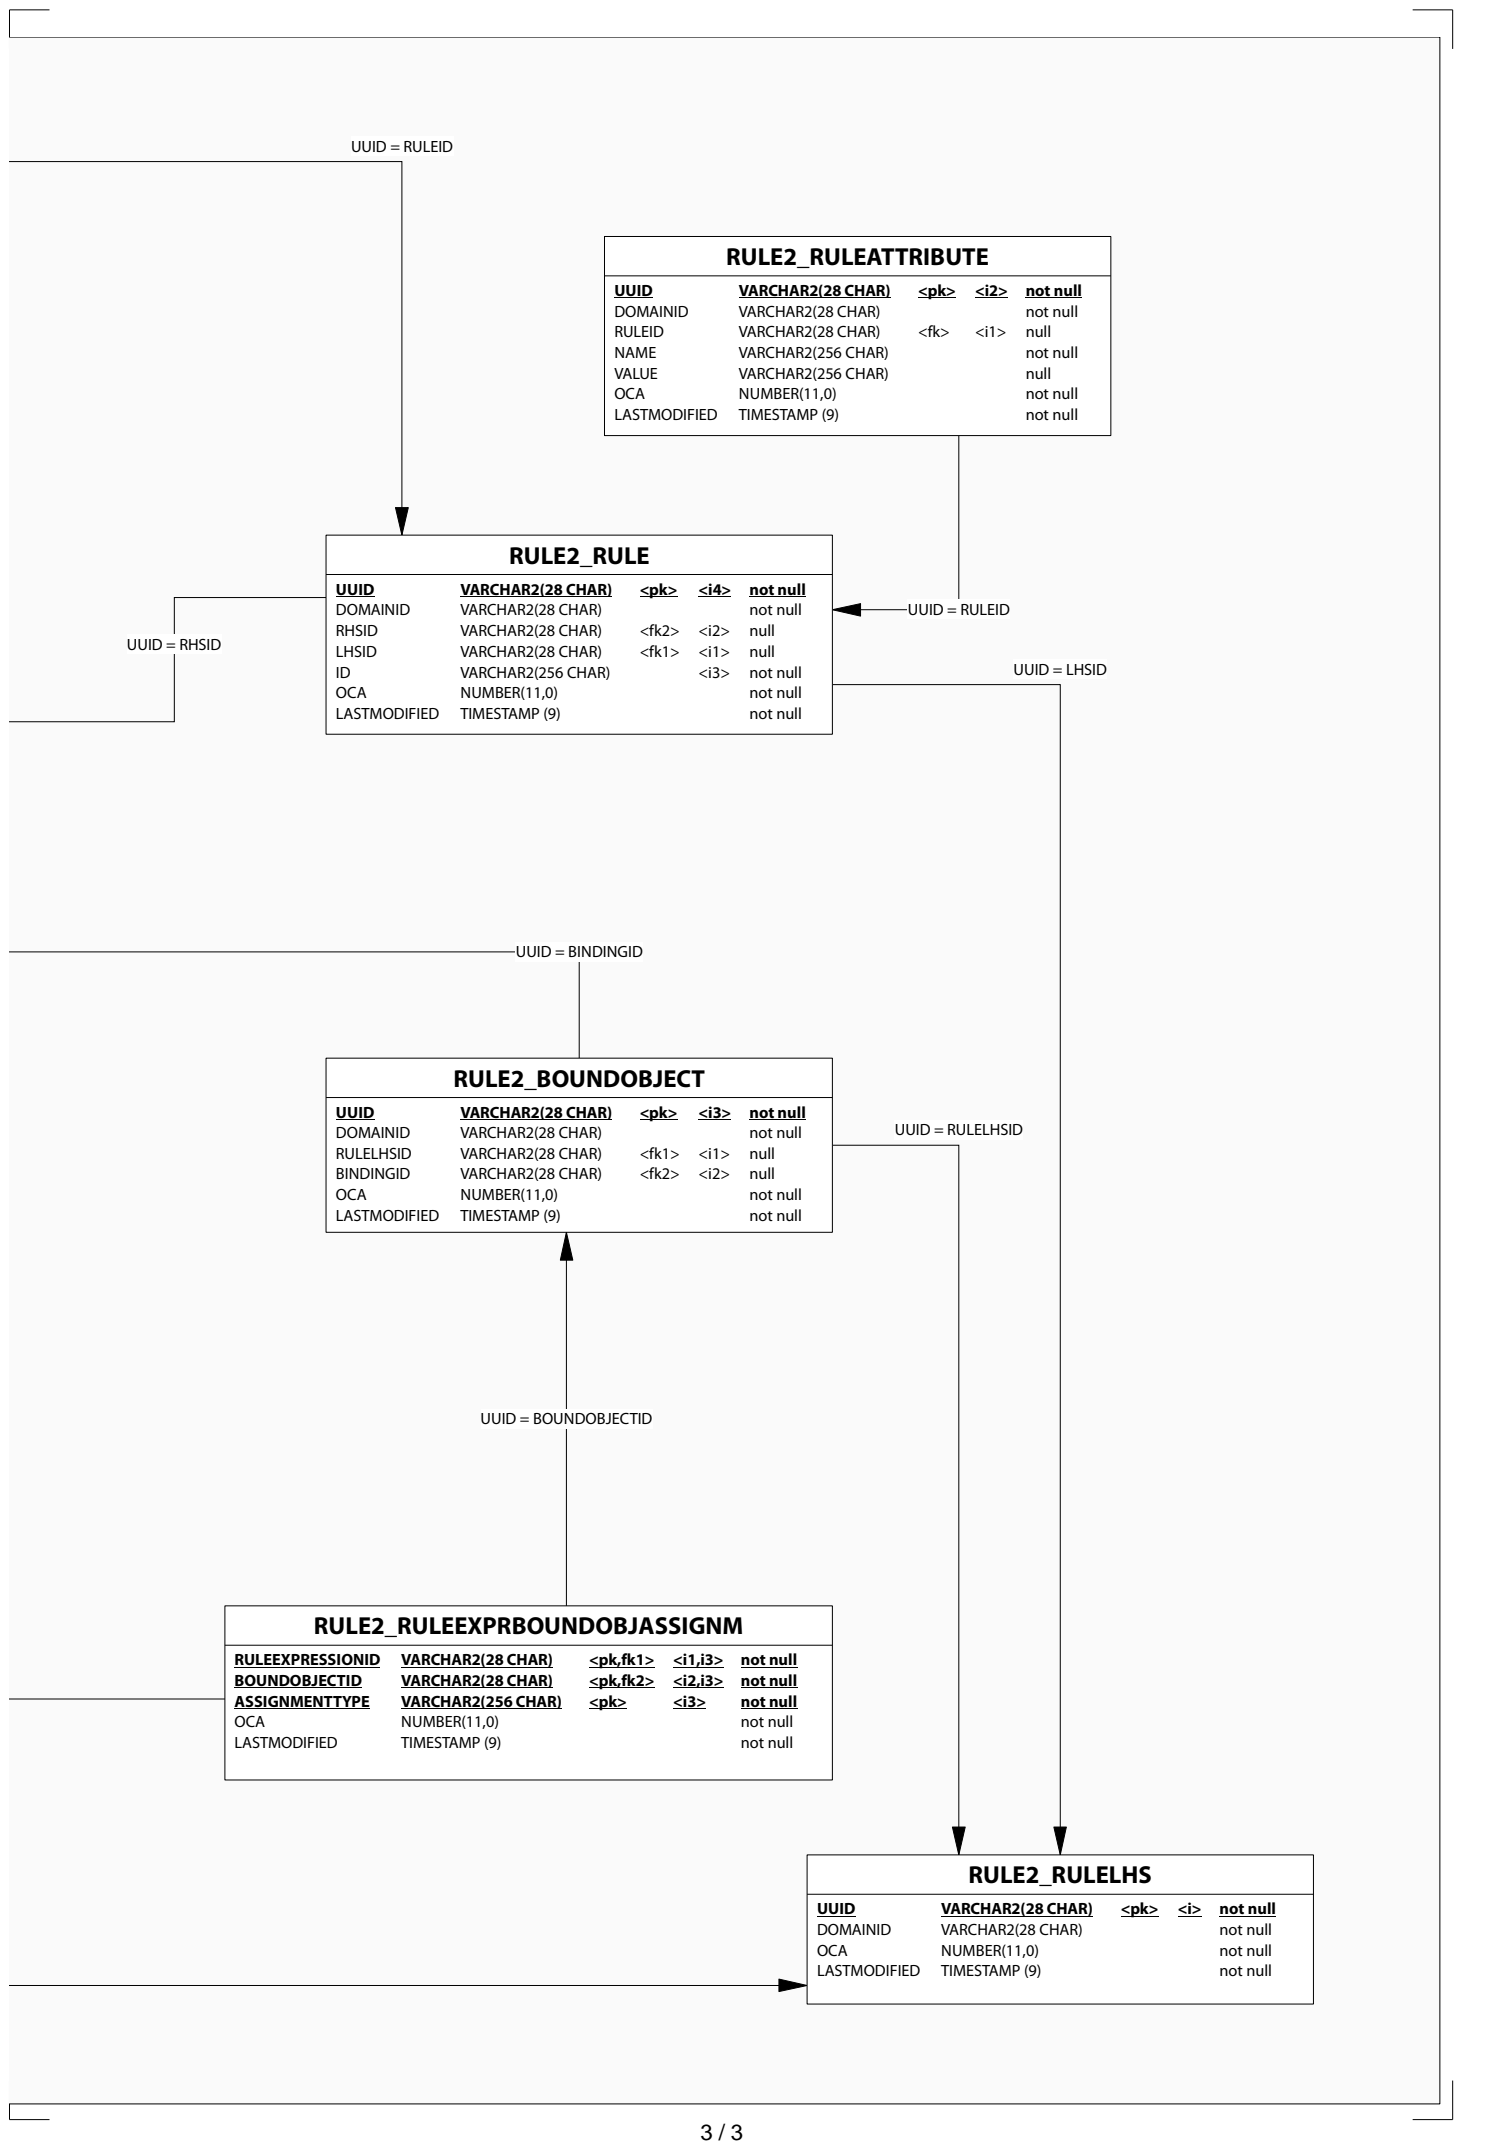 UUID = RULEID
RULE2_RULEATTRIBUTE
UUID VARCHAR2(28 CHAR) <pk> <i2> not null
DOMAINID VARCHAR2(28 CHAR) not null
RULEID VARCHAR2(28 CHAR) <fk> <i1> null
NAME VARCHAR2(256 CHAR) not null
VALUE VARCHAR2(256 CHAR) null
OCA NUMBER(11,0) not null
LASTMODIFIED TIMESTAMP (9) not null
RULE2_RULE
UUID VARCHAR2(28 CHAR) <pk> <i4> not null
DOMAINID VARCHAR2(28 CHAR) not null
RHSID VARCHAR2(28 CHAR) <fk2> <i2> null
LHSID VARCHAR2(28 CHAR) <fk1> <i1> null
ID VARCHAR2(256 CHAR) <i3> not null
OCA NUMBER(11,0) not null
LASTMODIFIED TIMESTAMP (9) not null
UUID = RULEID
UUID = RHSID
UUID = LHSID
UUID = BINDINGID
RULE2_BOUNDOBJECT
UUID VARCHAR2(28 CHAR) <pk> <i3> not null
DOMAINID VARCHAR2(28 CHAR) not null
RULELHSID VARCHAR2(28 CHAR) <fk1> <i1> null
BINDINGID VARCHAR2(28 CHAR) <fk2> <i2> null
OCA NUMBER(11,0) not null
LASTMODIFIED TIMESTAMP (9) not null
UUID = RULELHSID
UUID = BOUNDOBJECTID
RULE2_RULEEXPRBOUNDOBJASSIGNM
RULEEXPRESSIONID VARCHAR2(28 CHAR) <pk,fk1> <i1,i3> not null
BOUNDOBJECTID VARCHAR2(28 CHAR) <pk,fk2> <i2,i3> not null
ASSIGNMENTTYPE VARCHAR2(256 CHAR) <pk> <i3> not null
OCA NUMBER(11,0) not null
LASTMODIFIED TIMESTAMP (9) not null
RULE2_RULELHS
UUID VARCHAR2(28 CHAR) <pk> <i> not null
DOMAINID VARCHAR2(28 CHAR) not null
OCA NUMBER(11,0) not null
LASTMODIFIED TIMESTAMP (9) not null
3 / 3